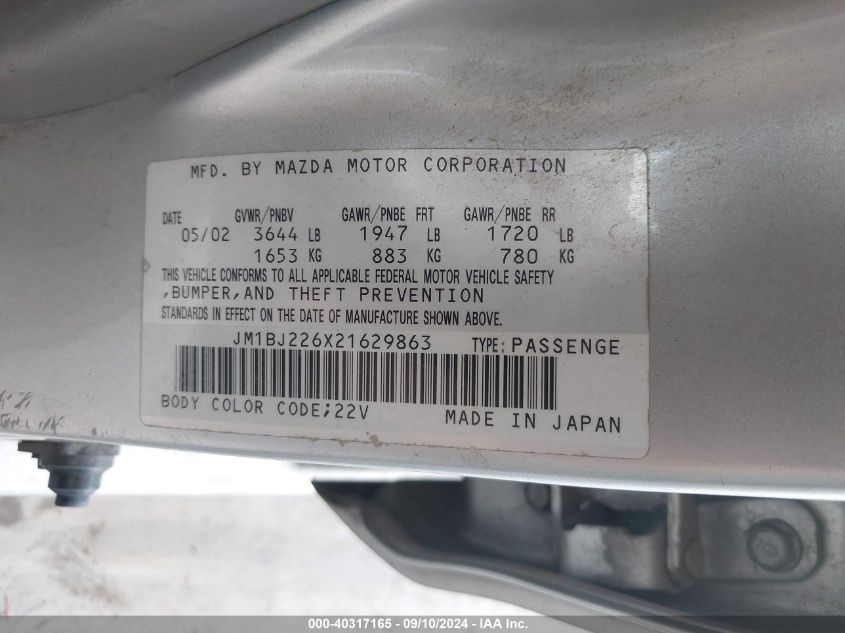 MFD. BY MAZDA MOTOR CORPORATION
DATE GVWR/PNBV GAWR/PNBE FRT GAWR/PNBE RR
05/02 3644 LB 1947 LB 1720 LB
1653 KG 883 KG 780 KG
THIS VEHICLE CONFORMS TO ALL APPLICABLE FEDERAL MOTOR VEHICLE SAFETY
,BUMPER,AND THEFT PREVENTION
STANDARDS IN EFFECT ON THE DATE OF MANUFACTURE SHOWN ABOVE.
JM1BJ226X21629863 TYPE: PASSENGE
BODY COLOR CODE;22V MADE IN JAPAN
000-40317165 - 09/10/2024 - IAA Inc.